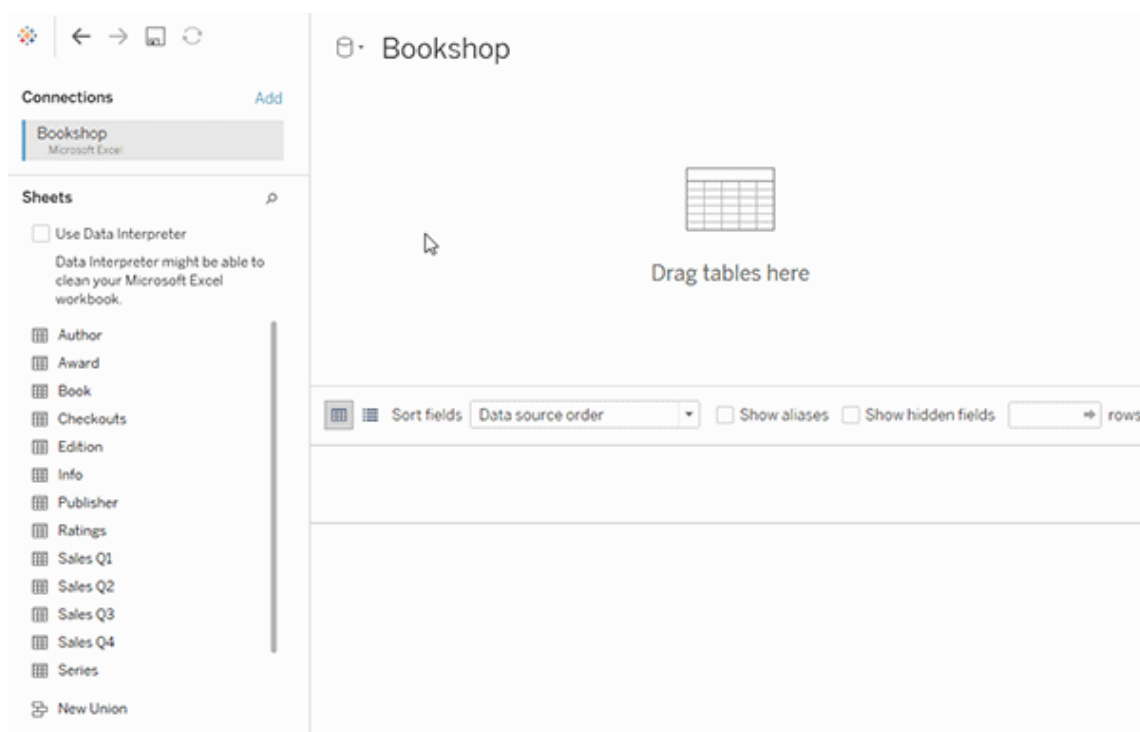 Bookshop
Connections
Add
Bookshop
Microsoft Excel
Sheets
Use Data Interpreter
Data Interpreter might be able to
clean your Microsoft Excel
workbook.
Author
Award
Book
Checkouts
Edition
Info
Publisher
Ratings
Sales Q1
Sales Q2
Sales Q3
Sales Q4
Series
New Union
Drag tables here
Sort fields Data source order Show aliases Show hidden fields rows